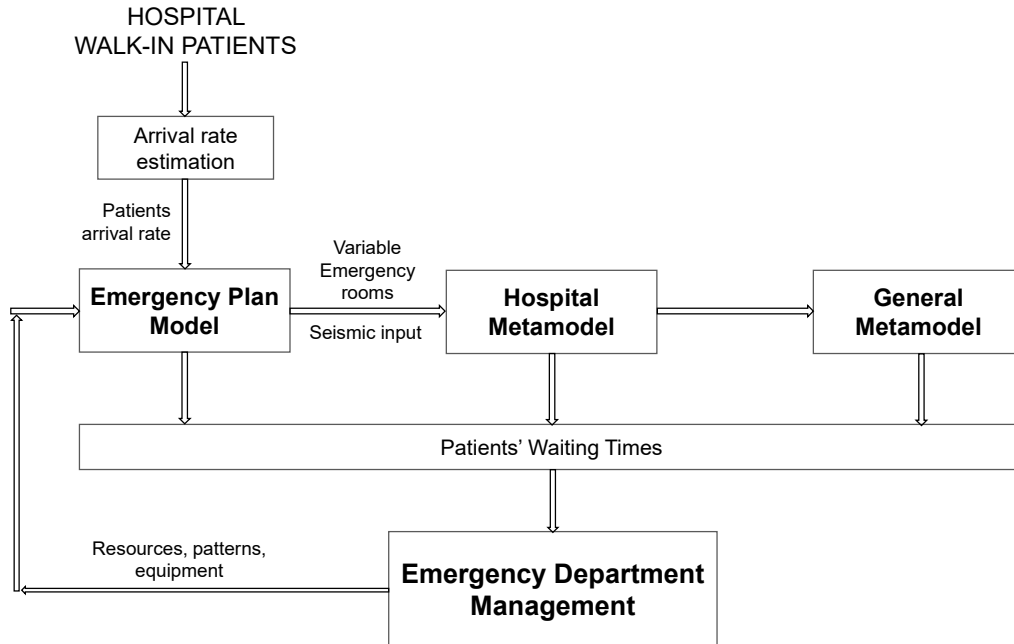 HOSPITAL
WALK-IN PATIENTS
Arrival rate
estimation
Patients
arrival rate
Variable
Emergency
rooms
Emergency Plan
Model
Seismic input
Hospital
Metamodel
General
Metamodel
Patients’ Waiting Times
Resources, patterns,
equipment
Emergency Department
Management